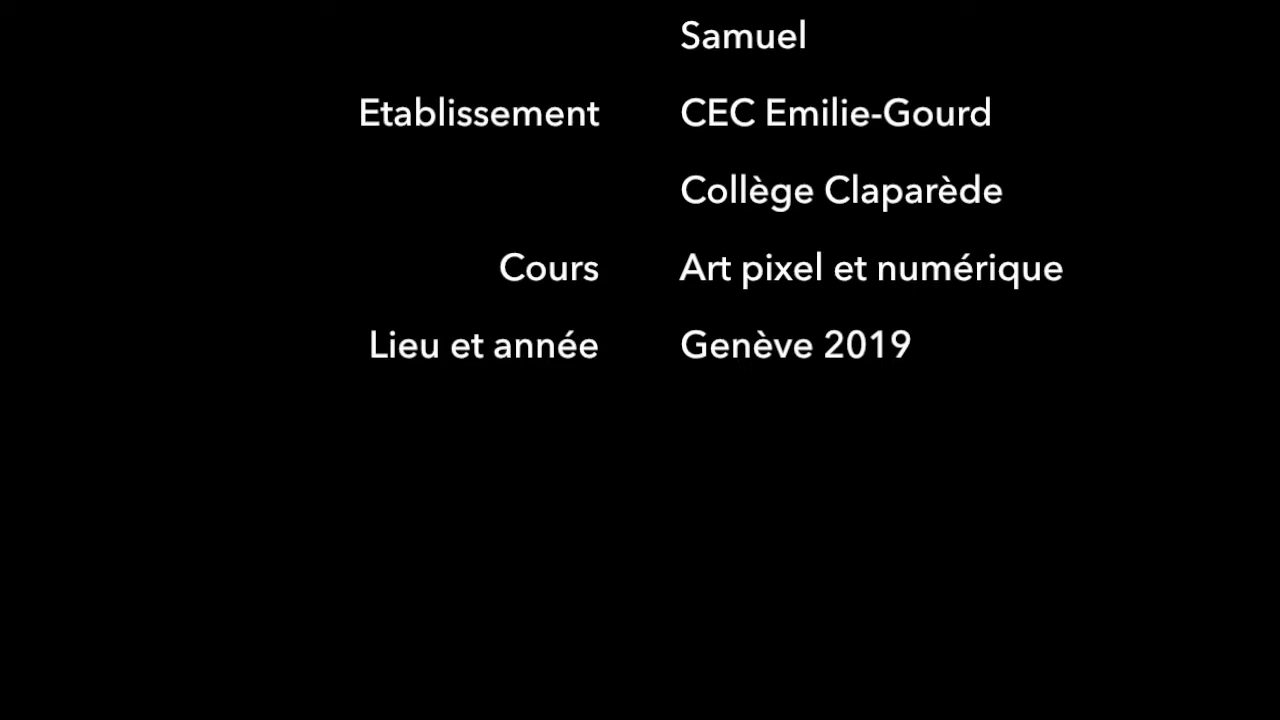 Samuel
Etablissement CEC Emilie-Gourd
Collège Claparède
Cours Art pixel et numérique
Lieu et année Genève 2019